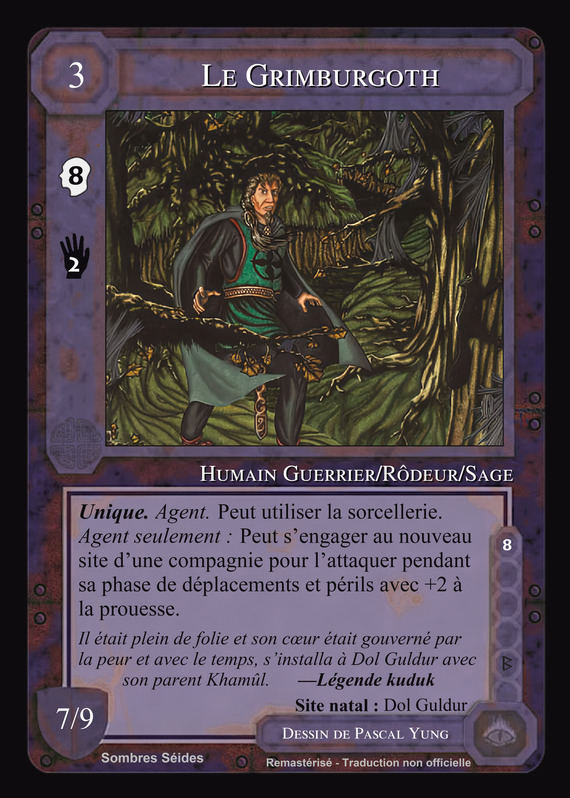 3
Le Grimburgoth
8
2
Humain Guerrier/Rôdeur/Sage
Unique. Agent. Peut utiliser la sorcellerie.
Agent seulement : Peut s’engager au nouveau
site d’une compagnie pour l’attaquer pendant
sa phase de déplacements et périls avec +2 à
la prouesse.
8
Il était plein de folie et son cœur était gouverné par
la peur et avec le temps, s’installa à Dol Guldur avec
son parent Khamûl. —Légende kuduk
Site natal : Dol Guldur
7/9
Dessin de Pascal Yung
Sombres Séides
Remastérisé - Traduction non officielle